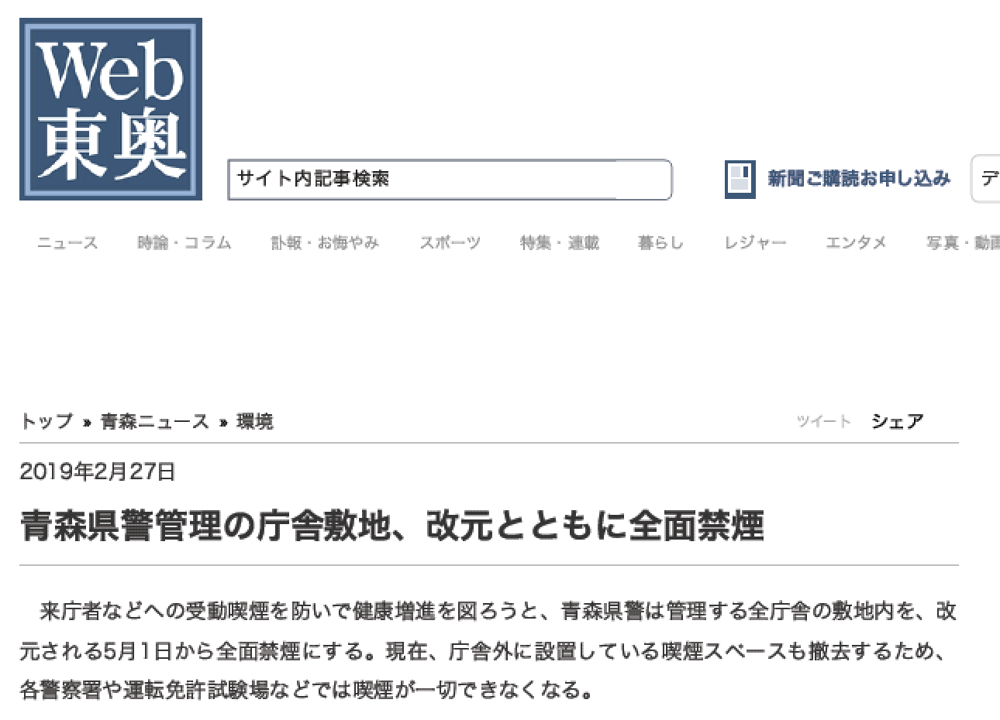 Web
東奥
サイト内記事検索
新聞ご購読お申し込み
デ
ニュース 時論・コラム 訃報・お悔やみ スポーツ 特集・連載 暮らし レジャー エンタメ 写真・動画
トップ » 青森ニュース » 環境
ツイート シェア
2019年2月27日
青森県警管理の庁舎敷地、改元とともに全面禁煙
来庁者などへの受動喫煙を防いで健康増進を図ろうと、青森県警は管理する全庁舎の敷地内を、改
元される5月1日から全面禁煙にする。現在、庁舎外に設置している喫煙スペースも撤去するため、
各警察署や運転免許試験場などでは喫煙が一切できなくなる。